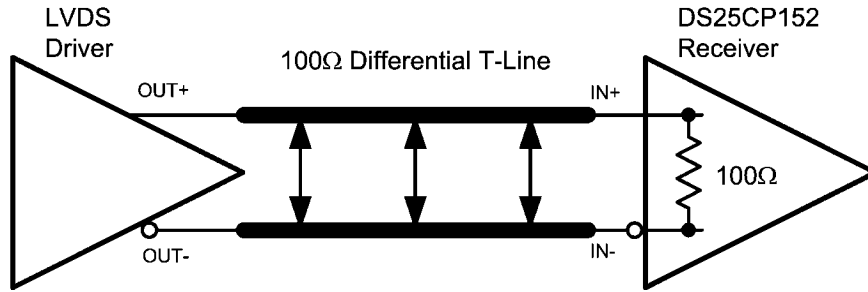 LVDS
Driver
DS25CP152
Receiver
100Ω Differential T-Line
OUT+
IN+
100Ω
OUT-
IN-